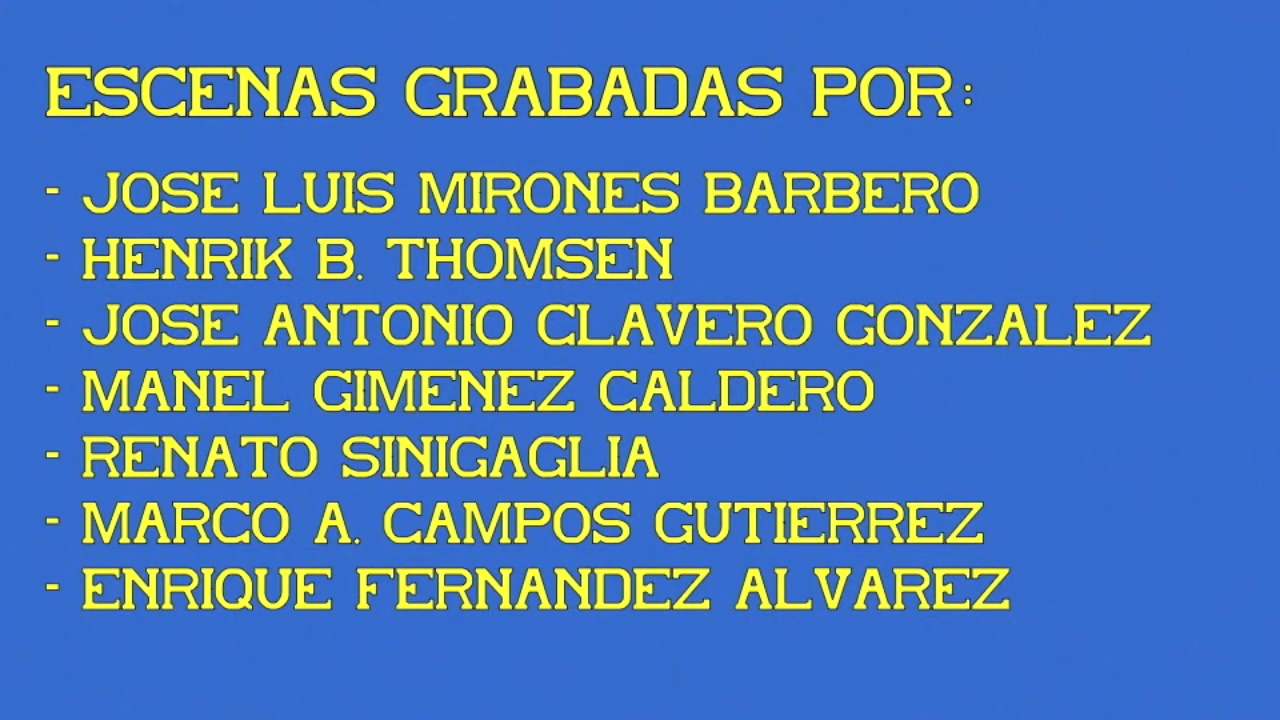 ESCENAS GRABADAS POR:
- JOSE LUIS MIRONES BARBERO
- HENRIK B. THOMSEN
- JOSE ANTONIO CLAVERO GONZALEZ
- MANEL GIMENEZ CALDERO
- RENATO SINIGAGLIA
- MARCO A. CAMPOS GUTIERREZ
- ENRIQUE FERNANDEZ ALVAREZ